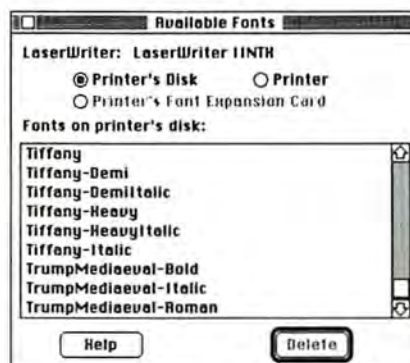 Available Fonts
LaserWriter: LaserWriter IINTX
Printer's Disk Printer
Printer's Font Expansion Card
Fonts on printer's disk:
Tiffany
Tiffany-Demi
Tiffany-DemiItalic
Tiffany-Heavy
Tiffany-HeavyItalic
Tiffany-Italic
TrumpMediaeval-Bold
TrumpMediaeval-Italic
TrumpMediaeval-Roman
Help Delete